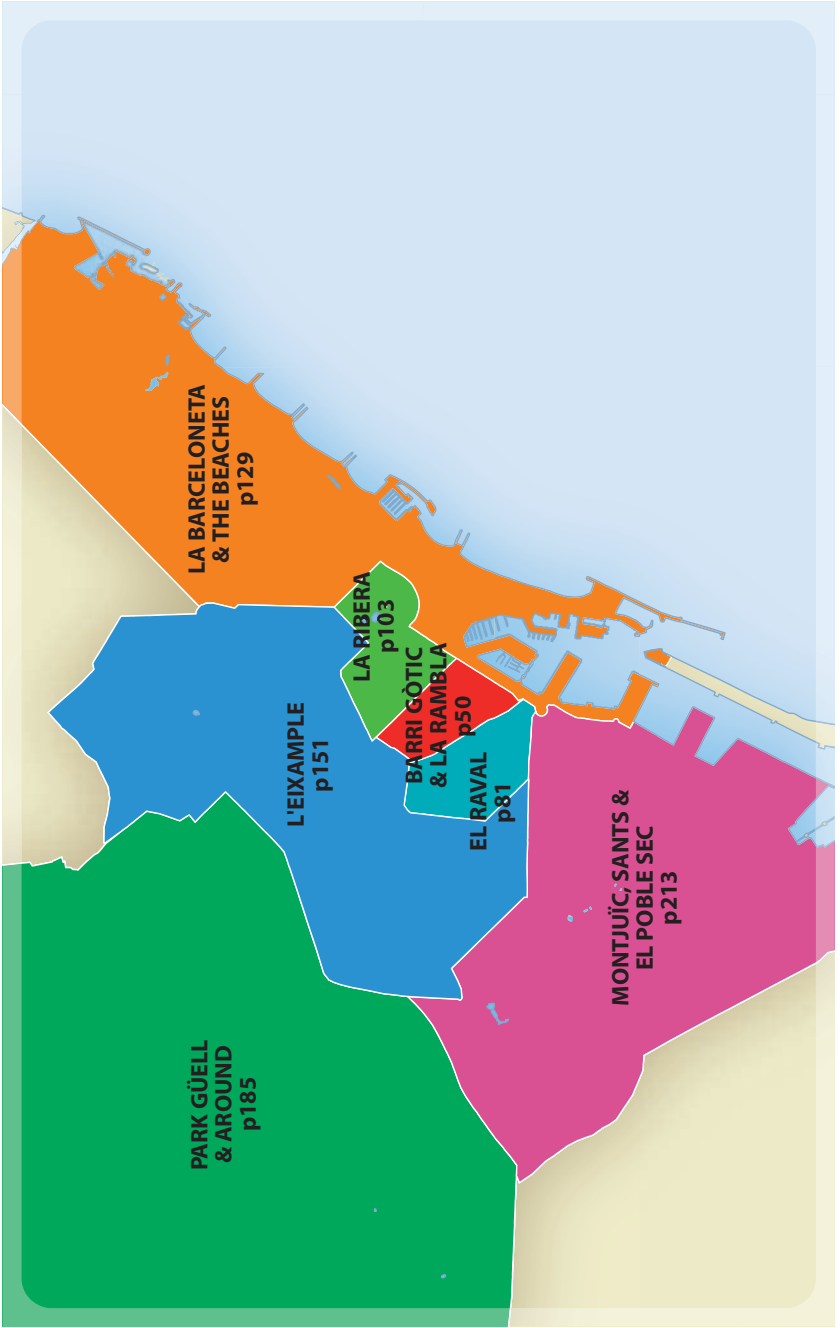 LA BARCELONETA
& THE BEACHES
p129
LA RIBERA
p103
BARRI GÒTIC
& LA RAMBLA
p50
L'EIXAMPLE
p151
EL RAVAL
p81
MONTJUÏC, SANTS &
EL POBLE SEC
p213
PARK GÜELL
& AROUND
p185